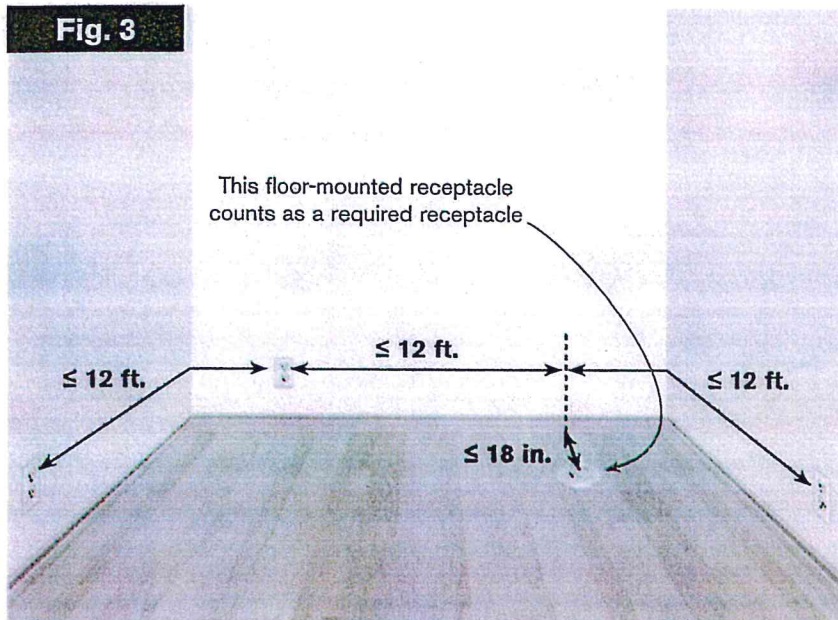 Fig. 3
This floor-mounted receptacle
counts as a required receptacle
≤ 12 ft.
≤ 12 ft.
≤ 12 ft.
≤ 18 in.